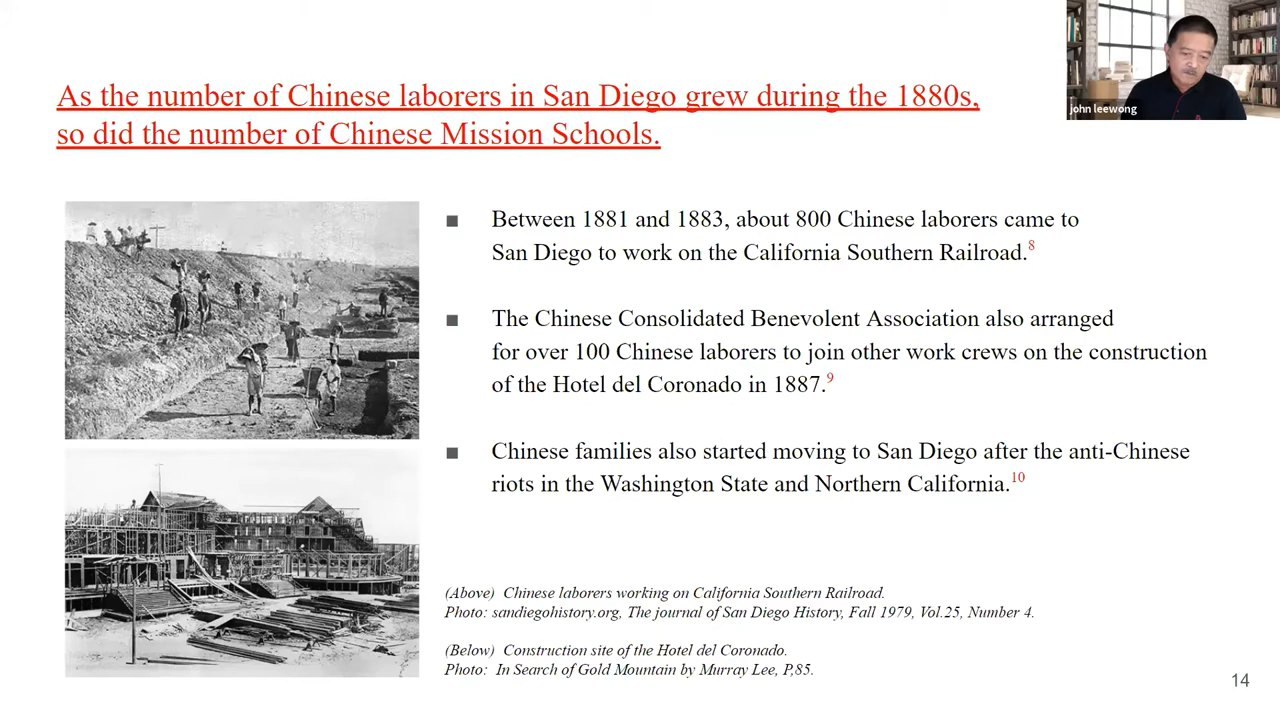 john leewong
As the number of Chinese laborers in San Diego grew during the 1880s,
so did the number of Chinese Mission Schools.
■ Between 1881 and 1883, about 800 Chinese laborers came to
San Diego to work on the California Southern Railroad.8
■ The Chinese Consolidated Benevolent Association also arranged
for over 100 Chinese laborers to join other work crews on the construction
of the Hotel del Coronado in 1887.9
■ Chinese families also started moving to San Diego after the anti-Chinese
riots in the Washington State and Northern California.10
(Above) Chinese laborers working on California Southern Railroad.
Photo: sandiegohistory.org, The journal of San Diego History, Fall 1979, Vol.25, Number 4.
(Below) Construction site of the Hotel del Coronado.
Photo: In Search of Gold Mountain by Murray Lee, P,85.
14